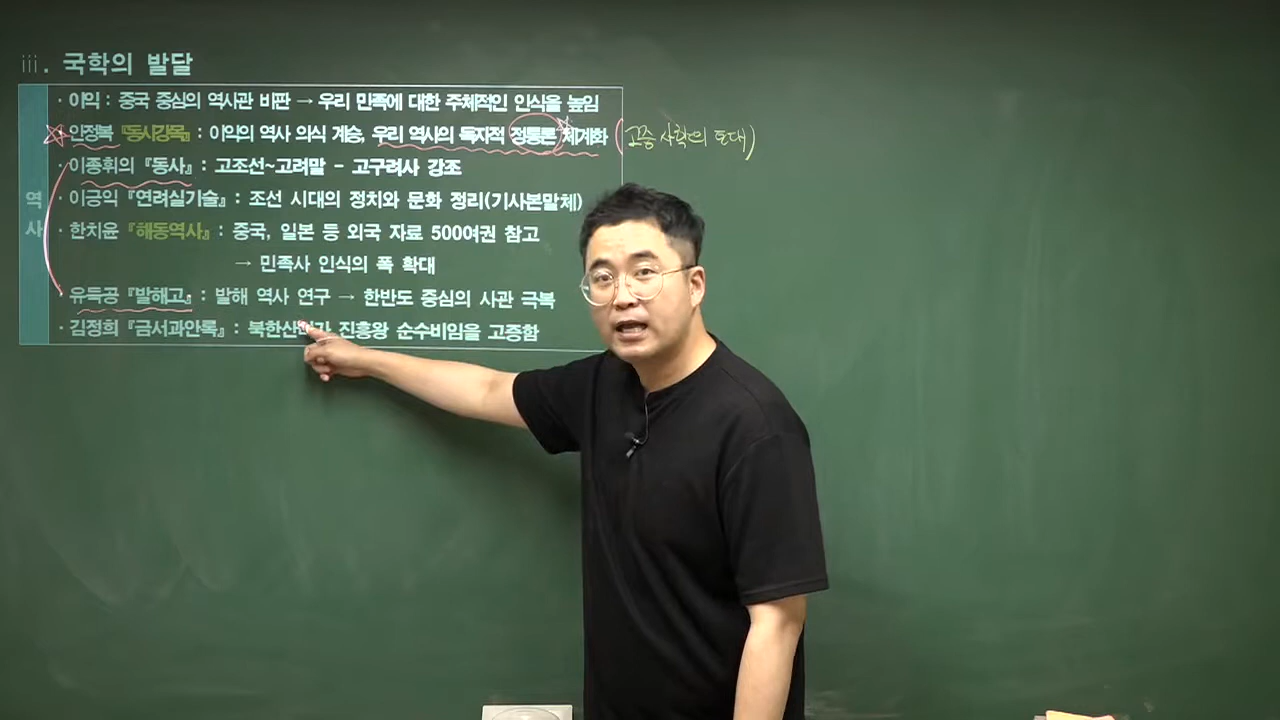 ⅲ. 국학의 발달
역사
· 이익 : 중국 중심의 역사관 비판 → 우리 민족에 대한 주체적인 인식을 높임
· 안정복 『동사강목』 : 이익의 역사 의식 계승, 우리 역사의 독자적 정통론 체계화 (고증 사학의 토대)
· 이종휘의 『동사』 : 고조선~고려말 - 고구려사 강조
· 이긍익 『연려실기술』 : 조선 시대의 정치와 문화 정리(기사본말체)
· 한치윤 『해동역사』 : 중국, 일본 등 외국 자료 500여권 참고
→ 민족사 인식의 폭 확대
· 유득공 『발해고』 : 발해 역사 연구 → 한반도 중심의 사관 극복
· 김정희 『금석과안록』 : 북한산비가 진흥왕 순수비임을 고증함